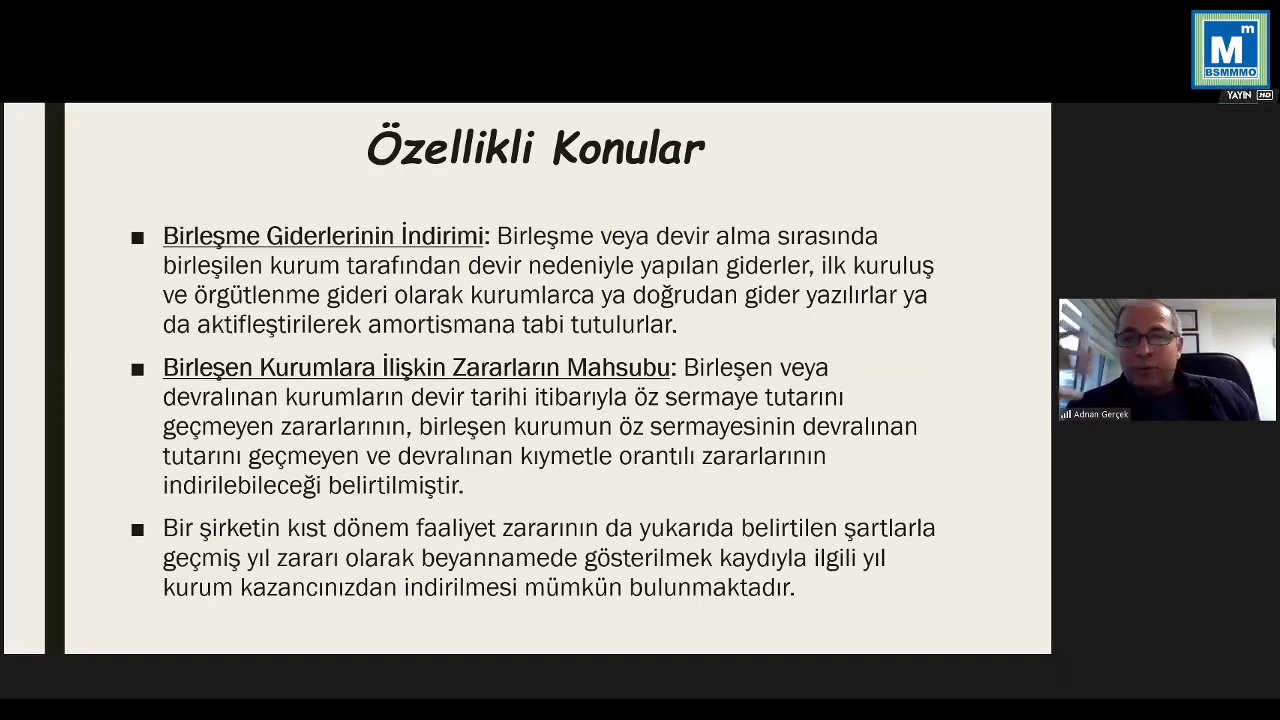 M m
BSMMMO
YAYIN HD
Özellikli Konular
■ Birleşme Giderlerinin İndirimi: Birleşme veya devir alma sırasında
birleşilen kurum tarafından devir nedeniyle yapılan giderler, ilk kuruluş
ve örgütlenme gideri olarak kurumlarca ya doğrudan gider yazılırlar ya
da aktifleştirilerek amortismana tabi tutulurlar.
■ Birleşen Kurumlara İlişkin Zararların Mahsubu: Birleşen veya
devralınan kurumların devir tarihi itibarıyla öz sermaye tutarını
geçmeyen zararlarının, birleşen kurumun öz sermayesinin devralınan
tutarını geçmeyen ve devralınan kıymetle orantılı zararlarının
indirilebileceği belirtilmiştir.
■ Bir şirketin kıst dönem faaliyet zararının da yukarıda belirtilen şartlarla
geçmiş yıl zararı olarak beyannamede gösterilmek kaydıyla ilgili yıl
kurum kazancınızdan indirilmesi mümkün bulunmaktadır.
Adnan Gerçek